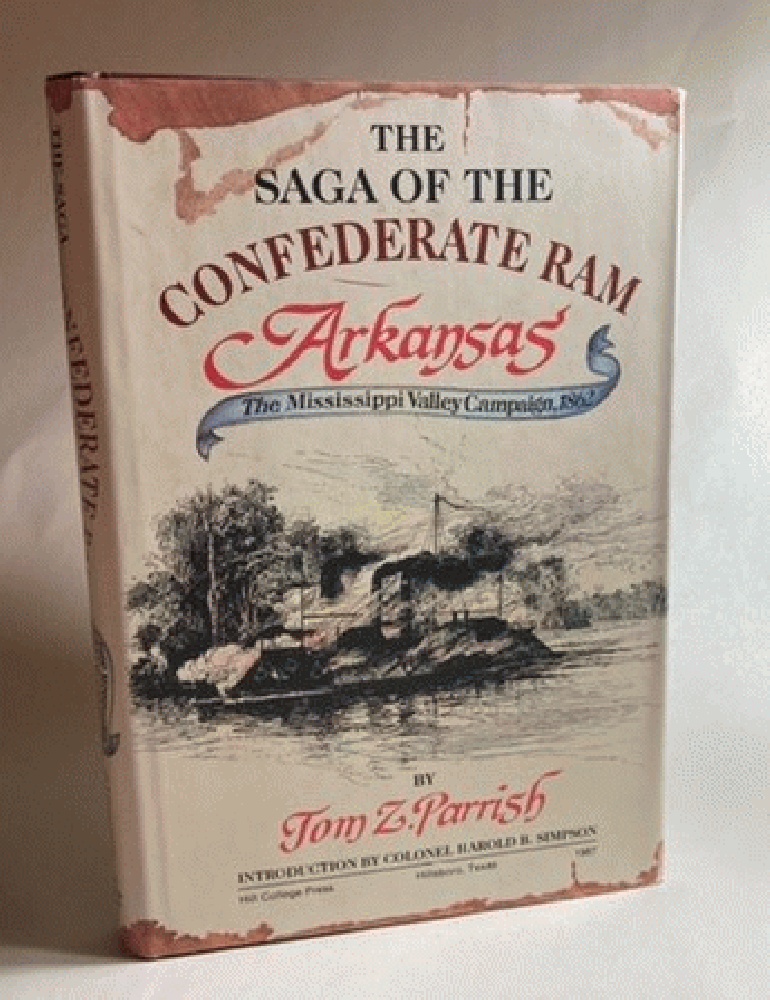 THE
SAGA OF THE
CONFEDERATE RAM
Arkansas
The Mississippi Valley Campaign, 1862
BY
Tom Z. Parrish
INTRODUCTION BY COLONEL HAROLD B. SIMPSON
Hill College Press
Hillsboro, Texas
1987
THE SAGA